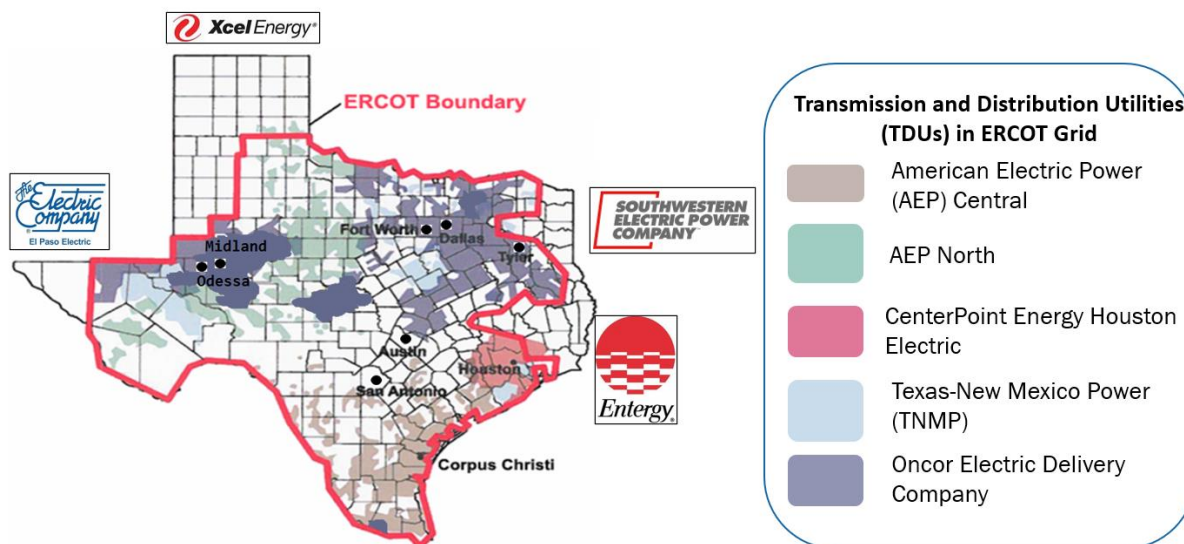 Xcel Energy®
ERCOT Boundary
the Electric
Company
El Paso Electric
SOUTHWESTERN
ELECTRIC POWER
COMPANY
Midland
Odessa
Fort Worth
Dallas
Tyler
Austin
Houston
San Antonio
Entergy
Corpus Christi
Transmission and Distribution Utilities
(TDUs) in ERCOT Grid
American Electric Power
(AEP) Central
AEP North
CenterPoint Energy Houston
Electric
Texas-New Mexico Power
(TNMP)
Oncor Electric Delivery
Company